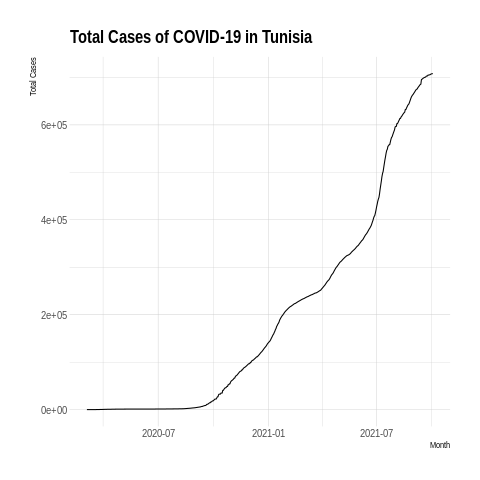 Total Cases of COVID-19 in Tunisia
Total Cases
6e+05
4e+05
2e+05
0e+00
2020-07 2021-01 2021-07
Month